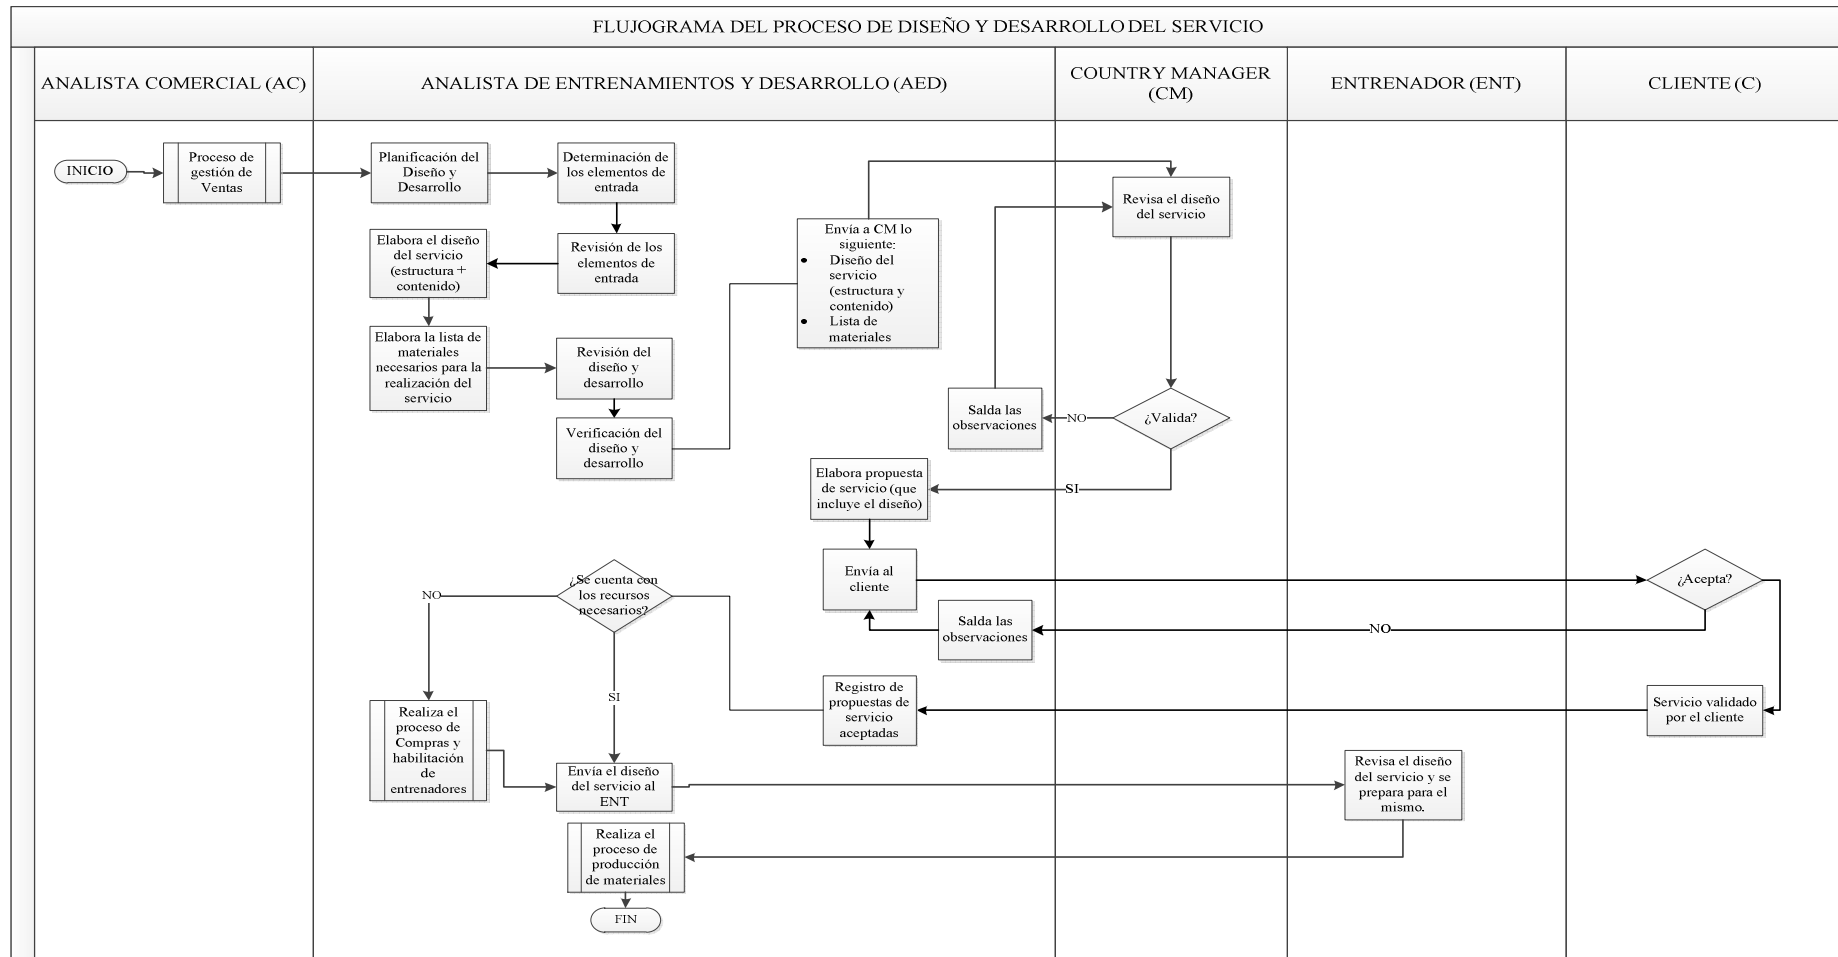 FLUJOGRAMA DEL PROCESO DE DISEÑO Y DESARROLLO DEL SERVICIO
ANALISTA COMERCIAL (AC)
ANALISTA DE ENTRENAMIENTOS Y DESARROLLO (AED)
COUNTRY MANAGER
(CM)
ENTRENADOR (ENT)
CLIENTE (C)
INICIO
Proceso de
gestión de
Ventas
Planificación del
Diseño y
Desarrollo
Determinación de
los elementos de
entrada
Revisión de los
elementos de
entrada
Elabora el diseño
del servicio
(estructura +
contenido)
Elabora la lista de
materiales
necesarios para la
realización del
servicio
Revisión del
diseño y
desarrollo
Verificación del
diseño y
desarrollo
Envía a CM lo
siguiente:
• Diseño del
servicio
(estructura y
contenido)
• Lista de
materiales
Revisa el diseño
del servicio
¿Valida?
NO
Salda las
observaciones
SI
Elabora propuesta
de servicio (que
incluye el diseño)
Envía al
cliente
¿Acepta?
NO
Salda las
observaciones
Servicio validado
por el cliente
Registro de
propuestas de
servicio
aceptadas
¿Se cuenta con
los recursos
necesarios?
NO
SI
Realiza el
proceso de
Compras y
habilitación de
entrenadores
Envía el diseño
del servicio al
ENT
Revisa el diseño
del servicio y se
prepara para el
mismo.
Realiza el
proceso de
producción
de materiales
FIN